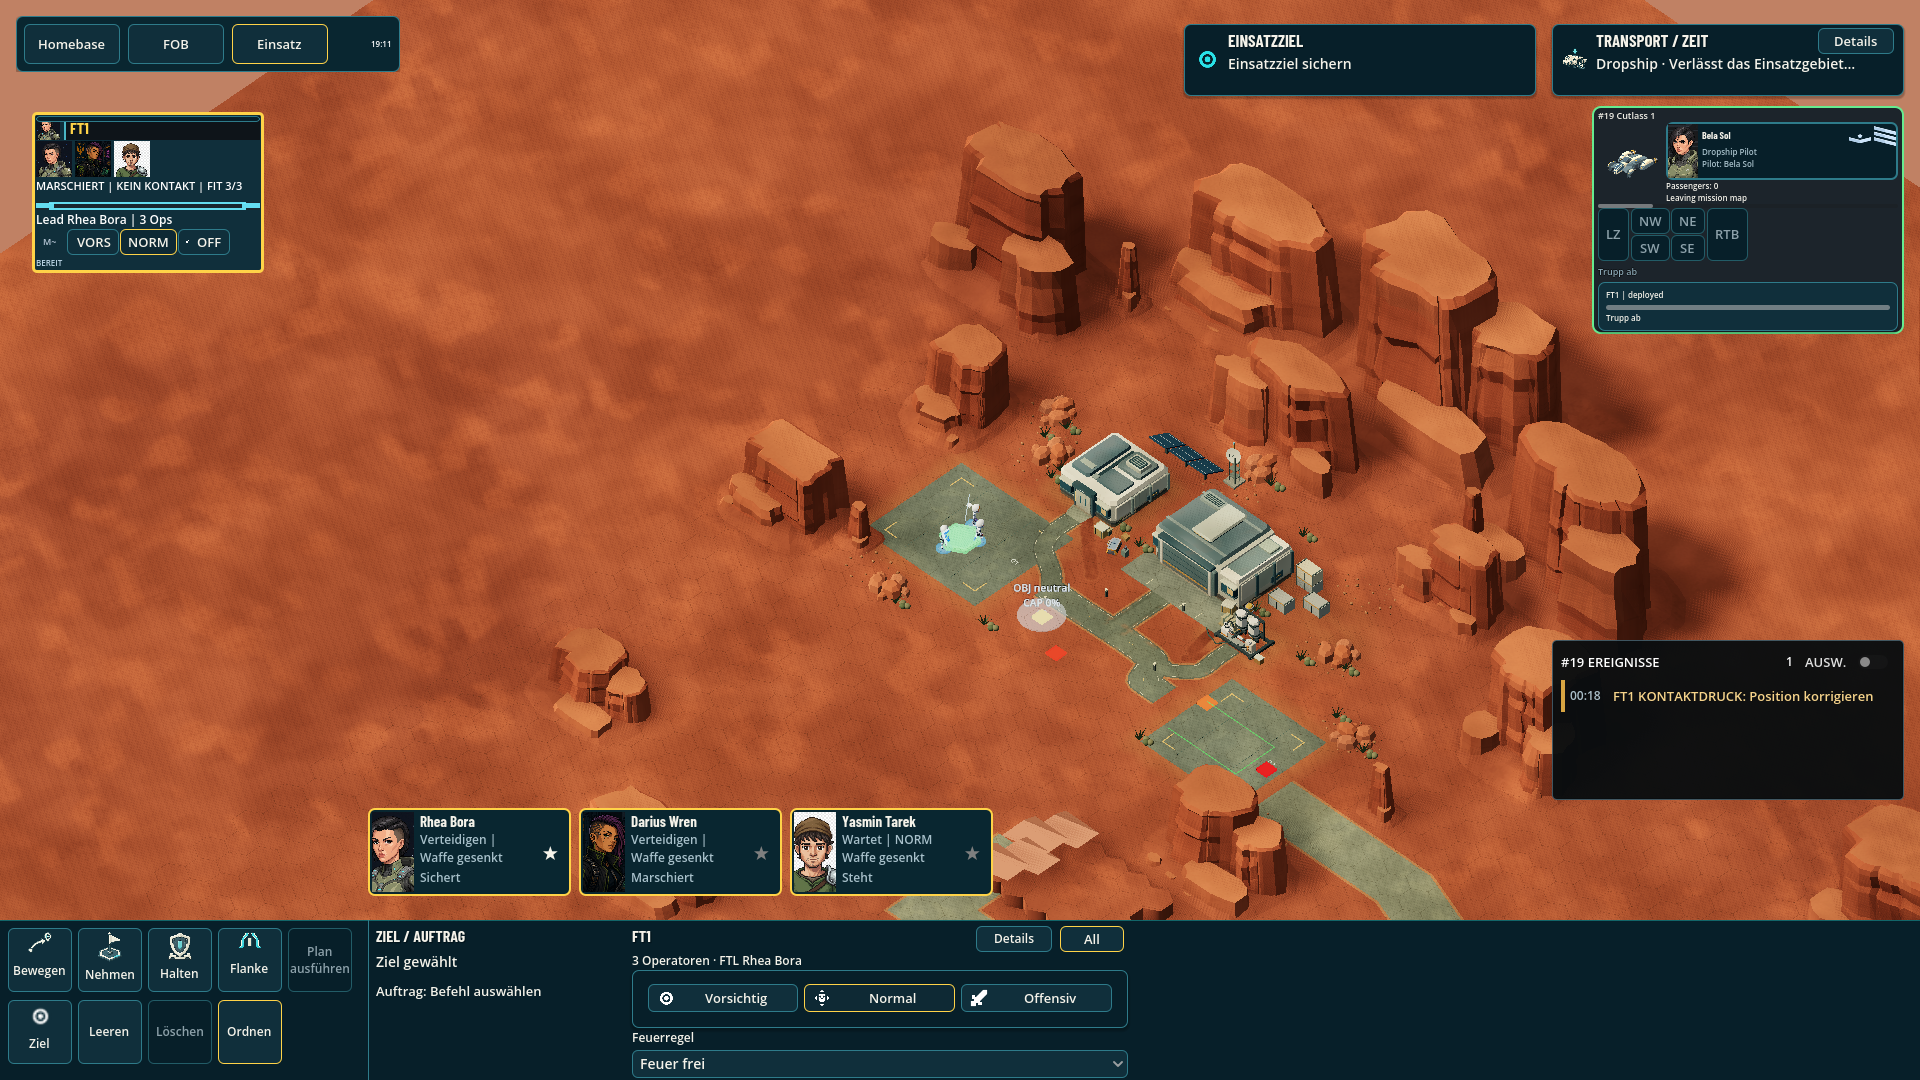 Homebase
FOB
Einsatz
19:11
EINSATZZIEL
Einsatzziel sichern
TRANSPORT / ZEIT
Details
Dropship · Verlässt das Einsatzgebiet...
FT1
MARSCHIERT | KEIN KONTAKT | FIT 3/3
Lead Rhea Bora | 3 Ops
M~
VORS
NORM
OFF
BEREIT
#19 Cutlass 1
Bela Sol
Dropship Pilot
Pilot: Bela Sol
Passengers: 0
Leaving mission map
LZ
NW
NE
SW
SE
RTB
Trupp ab
FT1 | deployed
Trupp ab
OBJ neutral
CAP 0%
#19 EREIGNISSE
1
AUSW.
00:18
FT1 KONTAKTDRUCK: Position korrigieren
Rhea Bora
Verteidigen |
Waffe gesenkt
Sichert
Darius Wren
Verteidigen |
Waffe gesenkt
Marschiert
Yasmin Tarek
Wartet | NORM
Waffe gesenkt
Steht
Bewegen
Nehmen
Halten
Flanke
Plan
ausführen
Ziel
Leeren
Löschen
Ordnen
ZIEL / AUFTRAG
Ziel gewählt
Auftrag: Befehl auswählen
FT1
Details
All
3 Operatoren · FTL Rhea Bora
Vorsichtig
Normal
Offensiv
Feuerregel
Feuer frei